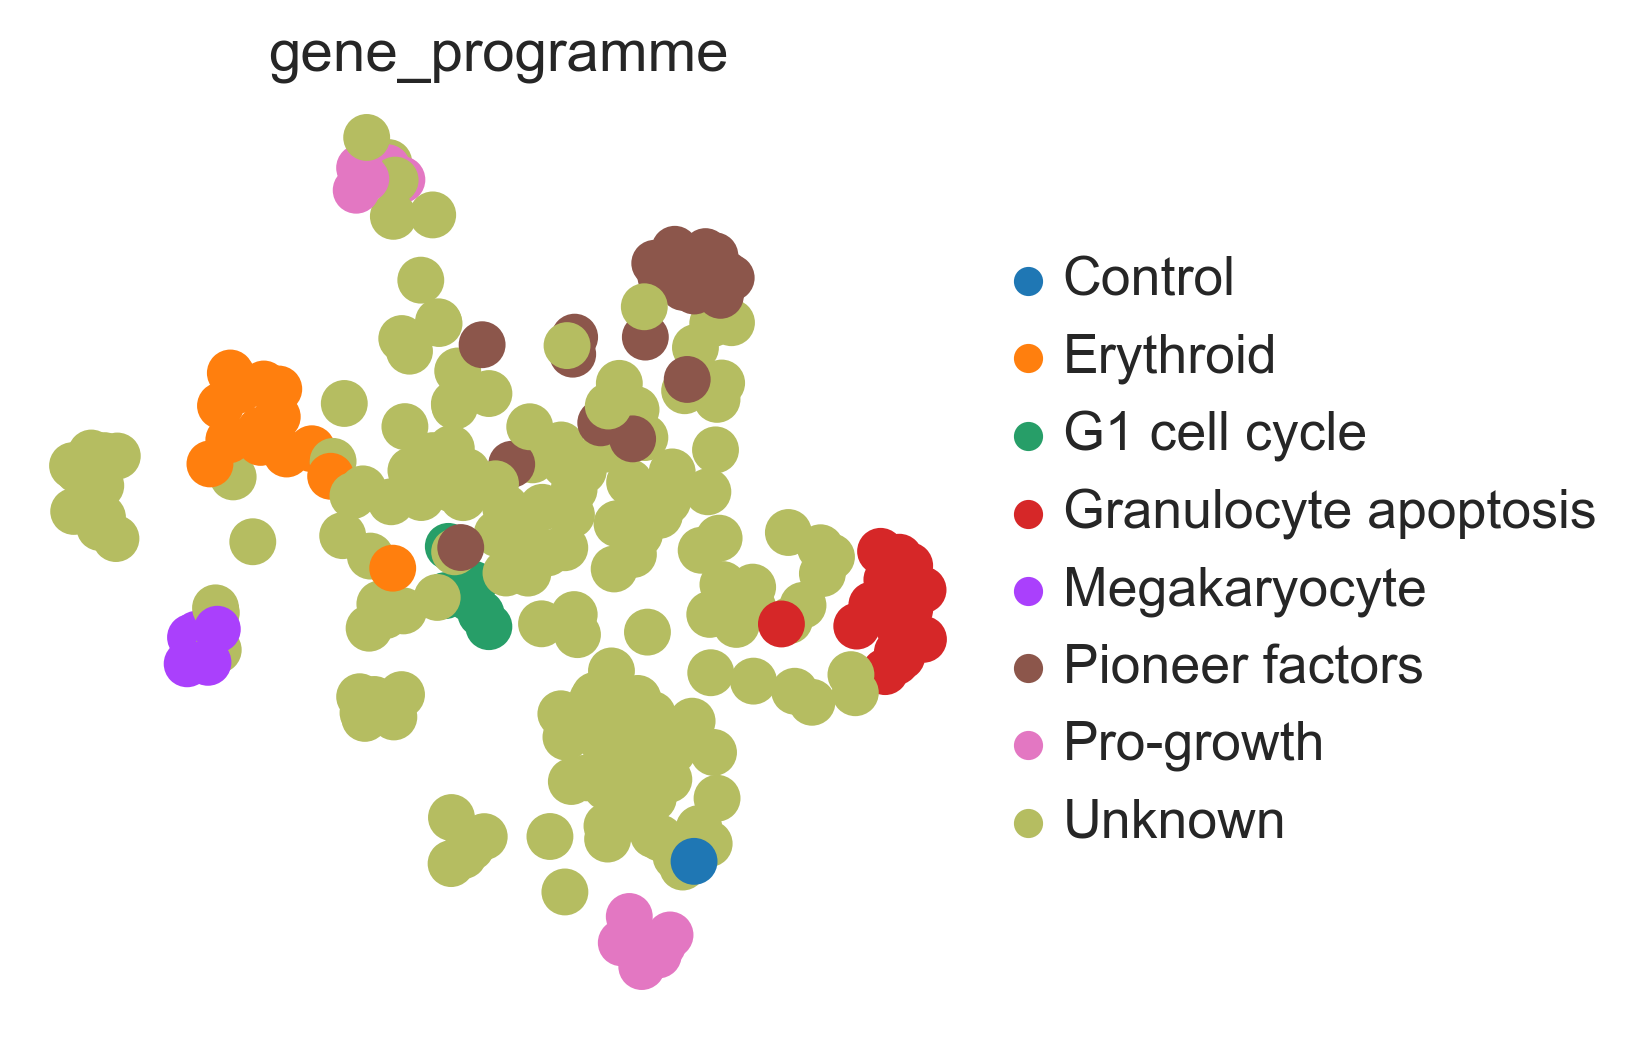 gene_programme
Control
Erythroid
G1 cell cycle
Granulocyte apoptosis
Megakaryocyte
Pioneer factors
Pro-growth
Unknown